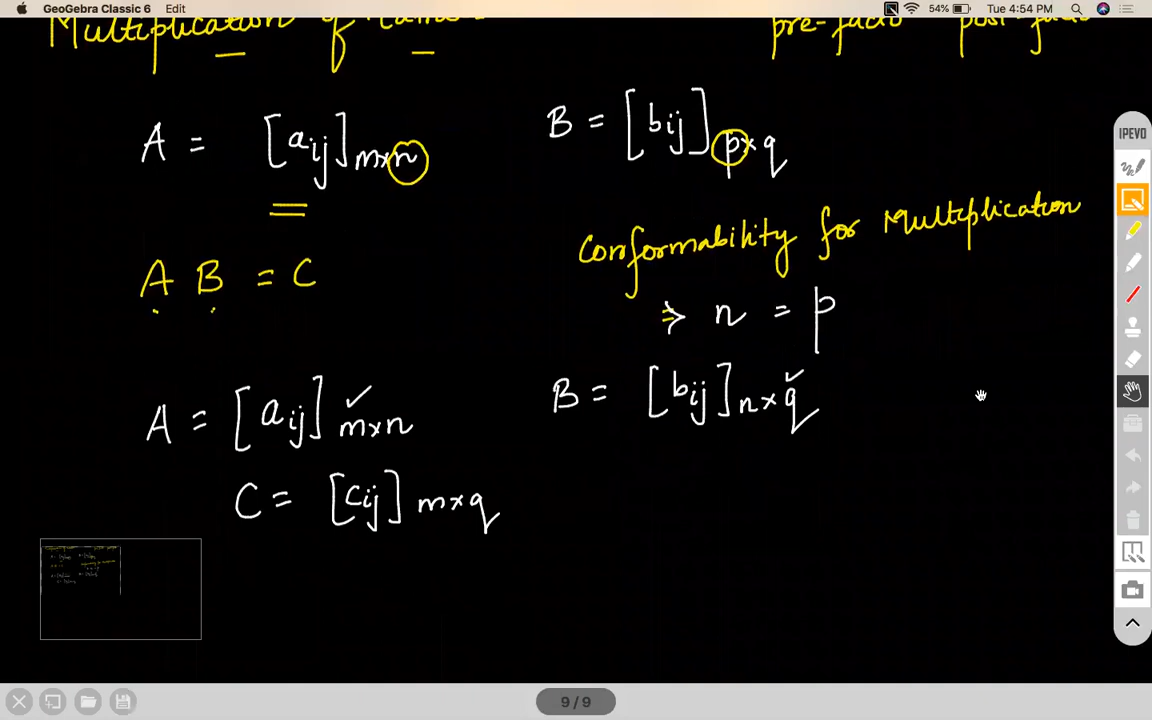 GeoGebra Classic 6 Edit 54% Tue 4:54 PM
Multiplication of
pre-facto post-facto
A = [aij]m×n B = [bij]p×q
IPEVO
Conformability for Multiplication
A B = C
⇒ n = p
A = [aij] m×n B = [bij] n×q
C = [cij] m×q
9 / 9